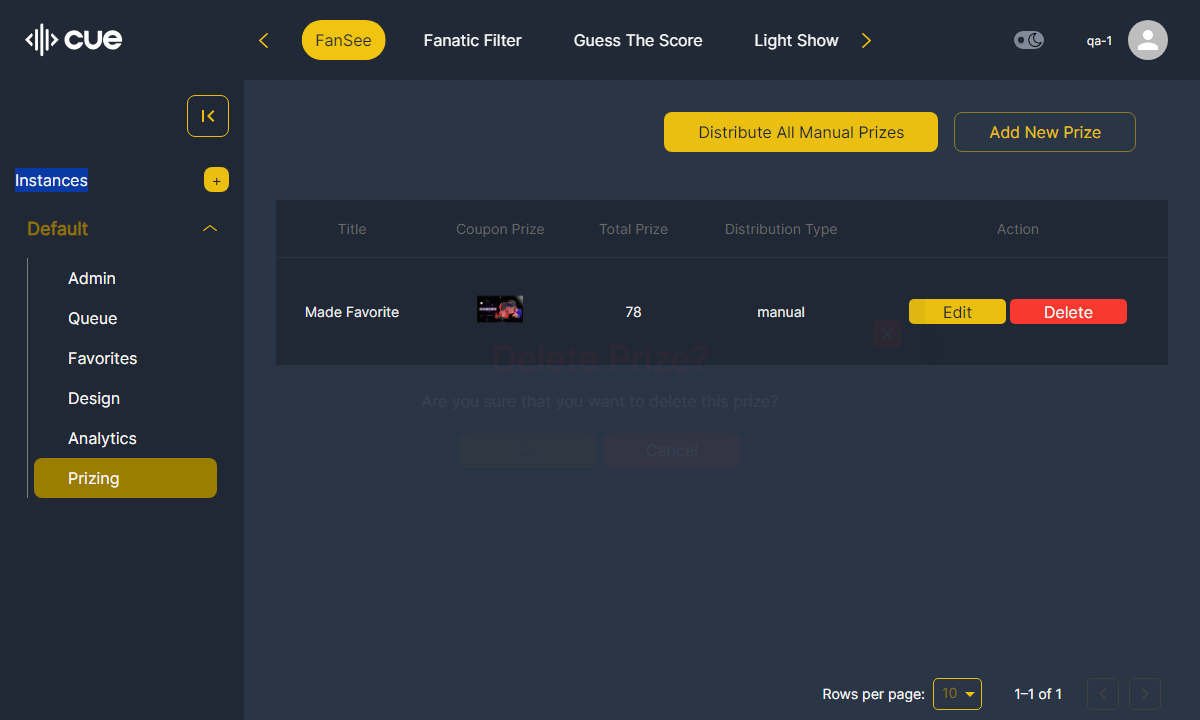 cue
FanSee
Fanatic Filter
Guess The Score
Light Show
qa-1
Distribute All Manual Prizes
Add New Prize
Instances
+
Default
Admin
Queue
Favorites
Design
Analytics
Prizing
Title
Coupon Prize
Total Prize
Distribution Type
Action
Made Favorite
78
manual
Edit
Delete
Delete Prize?
Are you sure that you want to delete this prize?
Cancel
Rows per page:
10
1–1 of 1